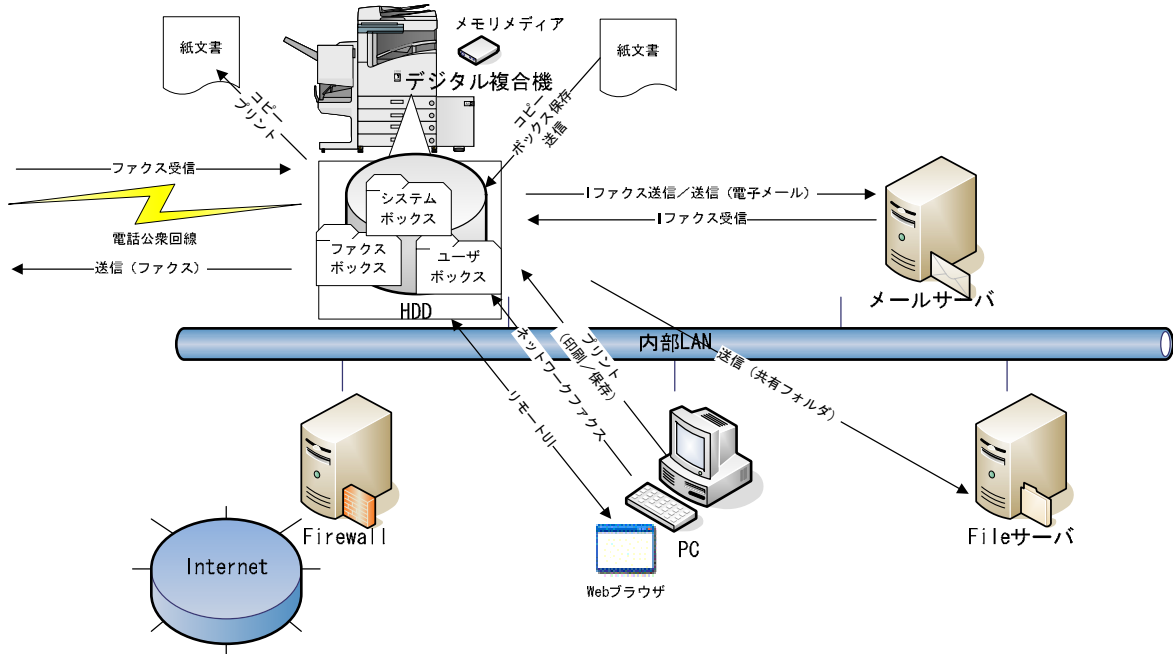 メモリメディア
紙文書
紙文書
デジタル複合機
コピー
プリント
コピー
ボックス保存
送信
ファクス受信
電話公衆回線
送信（ファクス）
システム
ボックス
ファクス
ボックス
ユーザ
ボックス
HDD
Iファクス送信／送信（電子メール）
Iファクス受信
メールサーバ
内部LAN
リモートUI
ネットワークファクス
プリント
（印刷／保存）
送信（共有フォルダ）
Firewall
Internet
PC
Webブラウザ
Fileサーバ